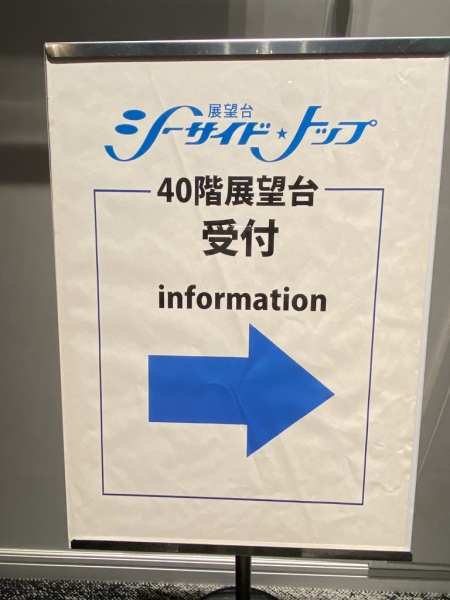 展望台
シーサイド★トップ
40階展望台
受付
information